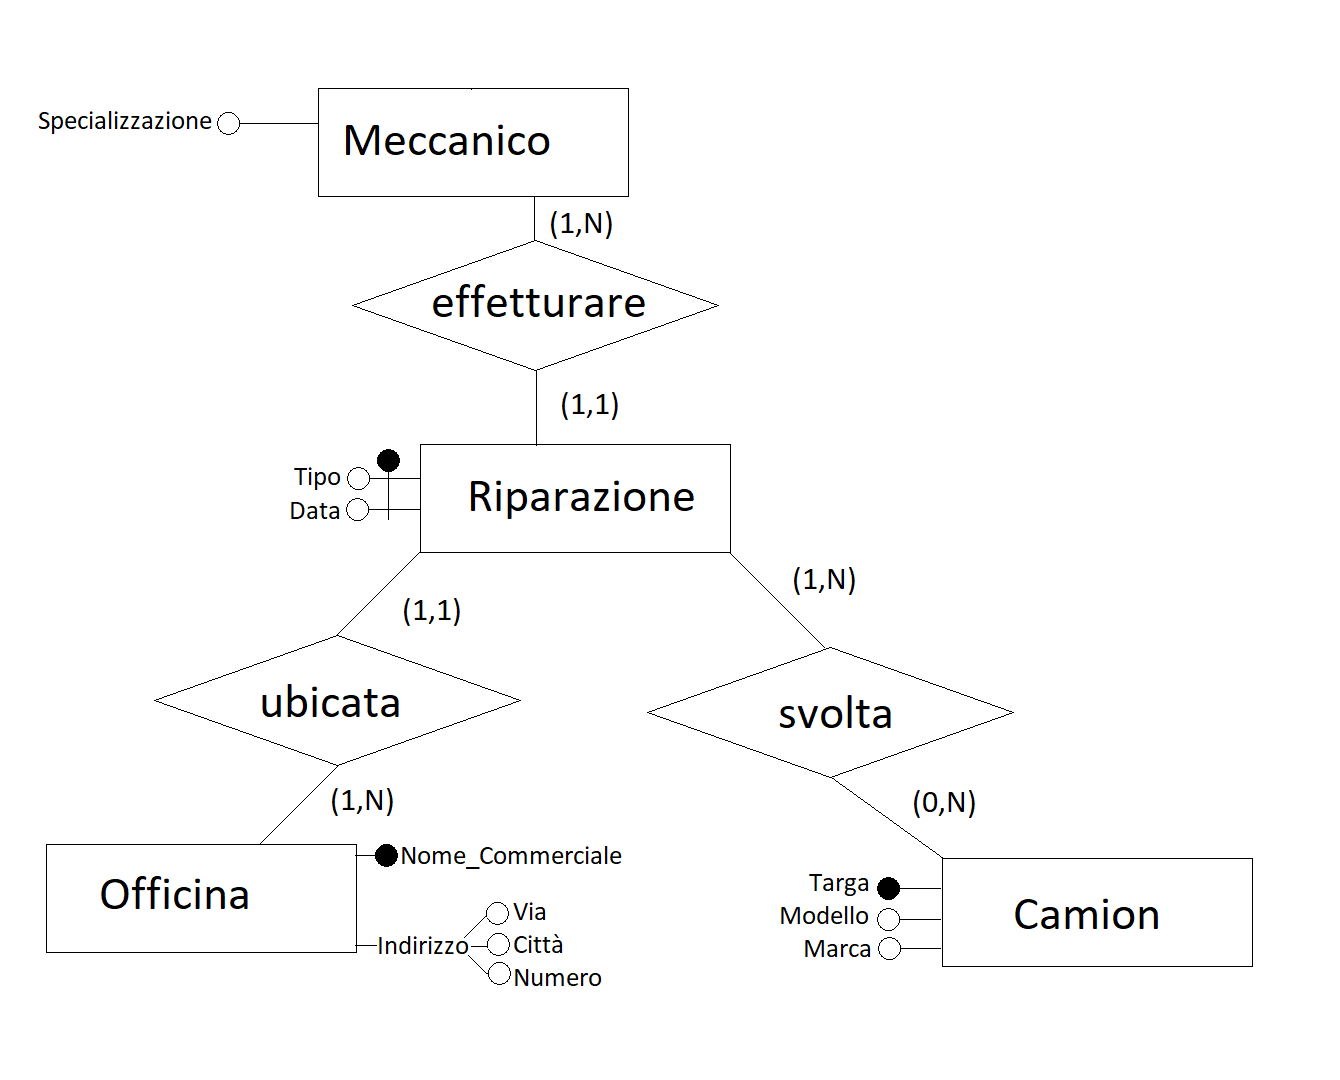 Specializzazione
Meccanico
(1,N)
effetturare
(1,1)
Tipo
Data
Riparazione
(1,1)
(1,N)
ubicata
svolta
(1,N)
(0,N)
Officina
Nome_Commerciale
Indirizzo
Via
Città
Numero
Targa
Modello
Marca
Camion